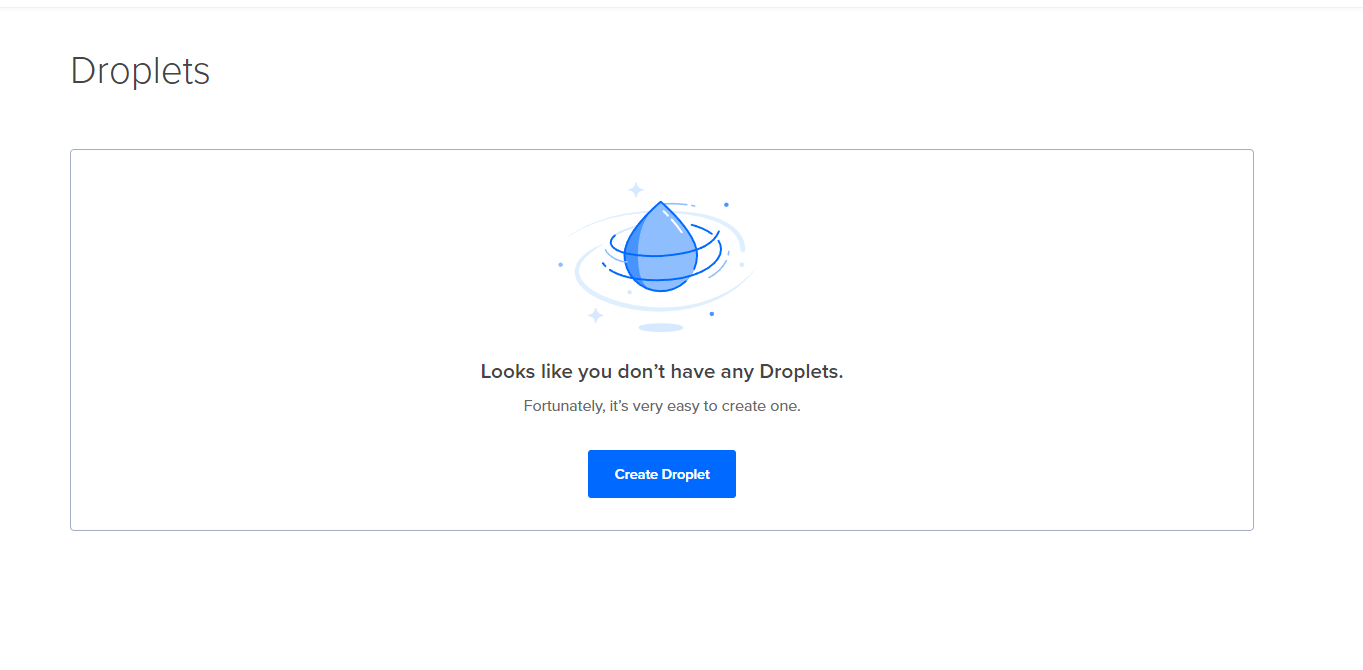 Droplets
Looks like you don’t have any Droplets.
Fortunately, it’s very easy to create one.
Create Droplet